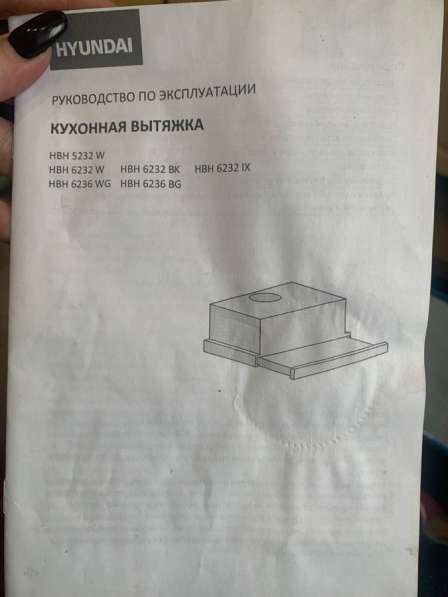 HYUNDAI
РУКОВОДСТВО ПО ЭКСПЛУАТАЦИИ
КУХОННАЯ ВЫТЯЖКА
HBH 5232 W
HBH 6232 W HBH 6232 BK HBH 6232 IX
HBH 6236 WG HBH 6236 BG